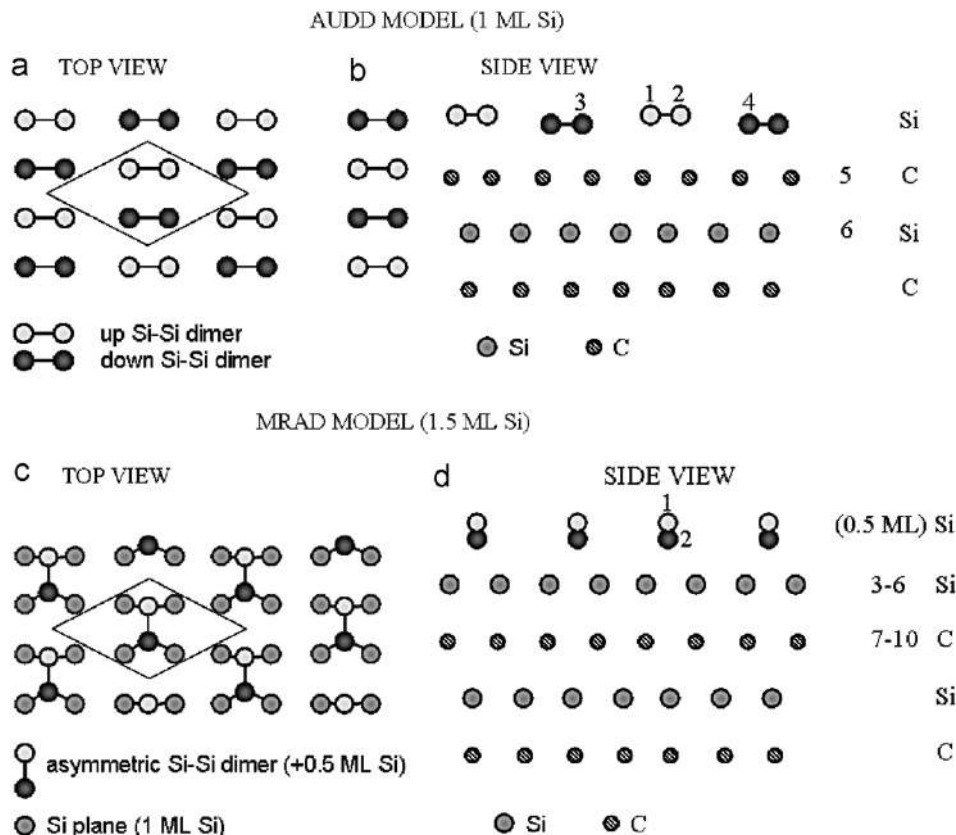 AUDD MODEL (1 ML Si)
a TOP VIEW
b SIDE VIEW
3 1 2 4 Si
5 C
6 Si
C
up Si-Si dimer
down Si-Si dimer
Si C
MRAD MODEL (1.5 ML Si)
c TOP VIEW
d SIDE VIEW
1
2 (0.5 ML) Si
3-6 Si
7-10 C
Si
C
asymmetric Si-Si dimer (+0.5 ML Si)
Si plane (1 ML Si)
Si C